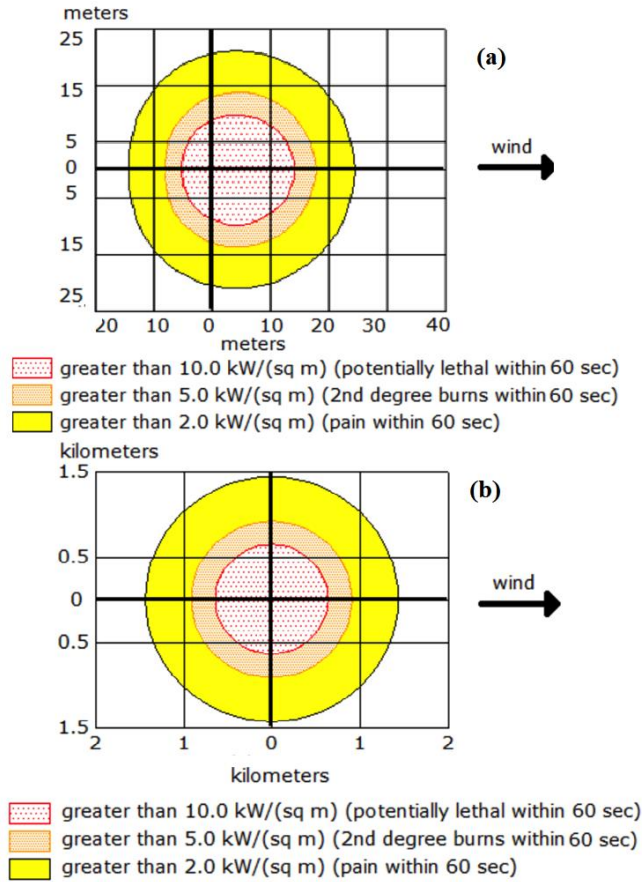 meters
25
(a)
15
wind
5
0
5
15
25
20 10 0 10 20 30 40
meters
greater than 10.0 kW/(sq m) (potentially lethal within 60 sec)
greater than 5.0 kW/(sq m) (2nd degree burns within 60 sec)
greater than 2.0 kW/(sq m) (pain within 60 sec)
kilometers
1.5
(b)
0.5
wind
0
0.5
1.5
2 1 0 1 2
kilometers
greater than 10.0 kW/(sq m) (potentially lethal within 60 sec)
greater than 5.0 kW/(sq m) (2nd degree burns within 60 sec)
greater than 2.0 kW/(sq m) (pain within 60 sec)